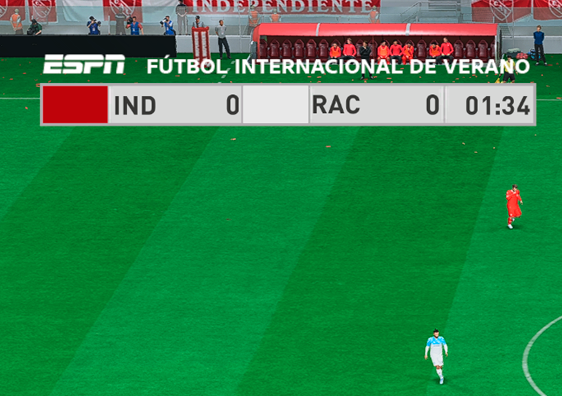 INDEPENDIENTE
ESPN FÚTBOL INTERNACIONAL DE VERANO
IND 0 RAC 0 01:34